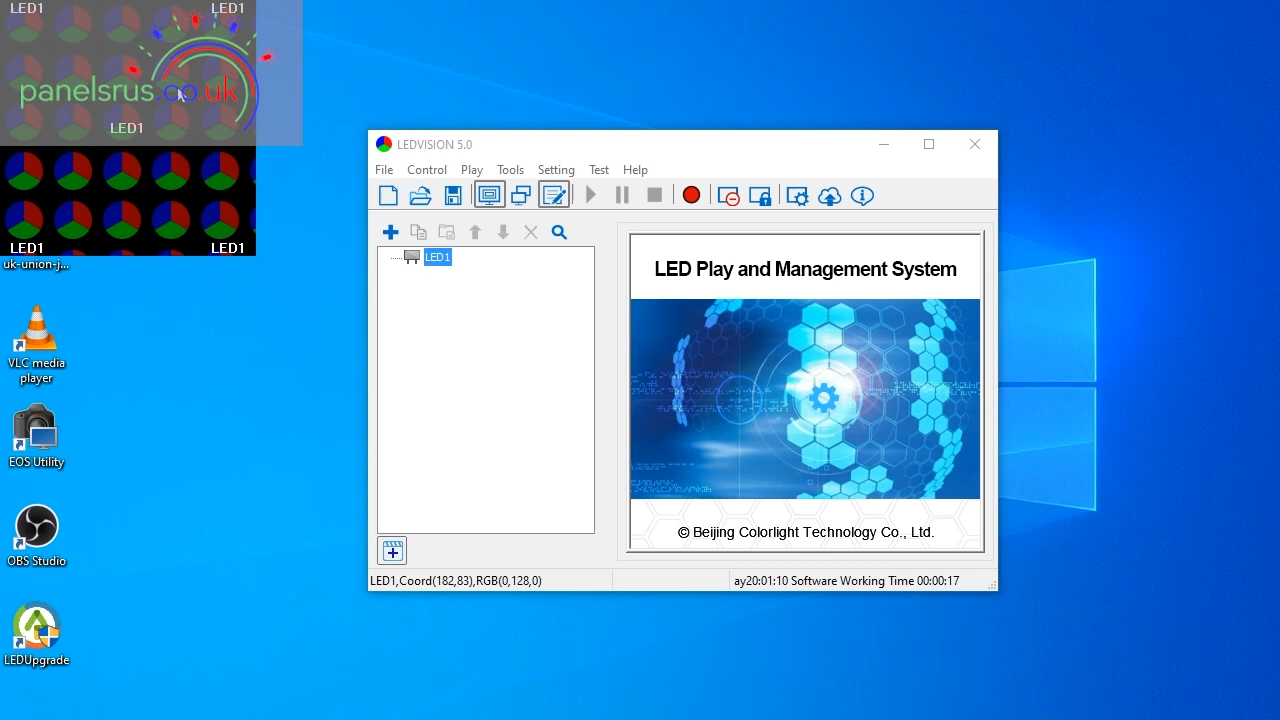 LED1
LED1
panelsrus.co.uk
LED1
LED1
LED1
uk-union-j...
VLC media
player
EOS Utility
OBS Studio
LEDUpgrade
LEDVISION 5.0
File Control Play Tools Setting Test Help
LED1
LED Play and Management System
© Beijing Colorlight Technology Co., Ltd.
LED1,Coord(182,83),RGB(0,128,0)
ay20:01:10 Software Working Time 00:00:17